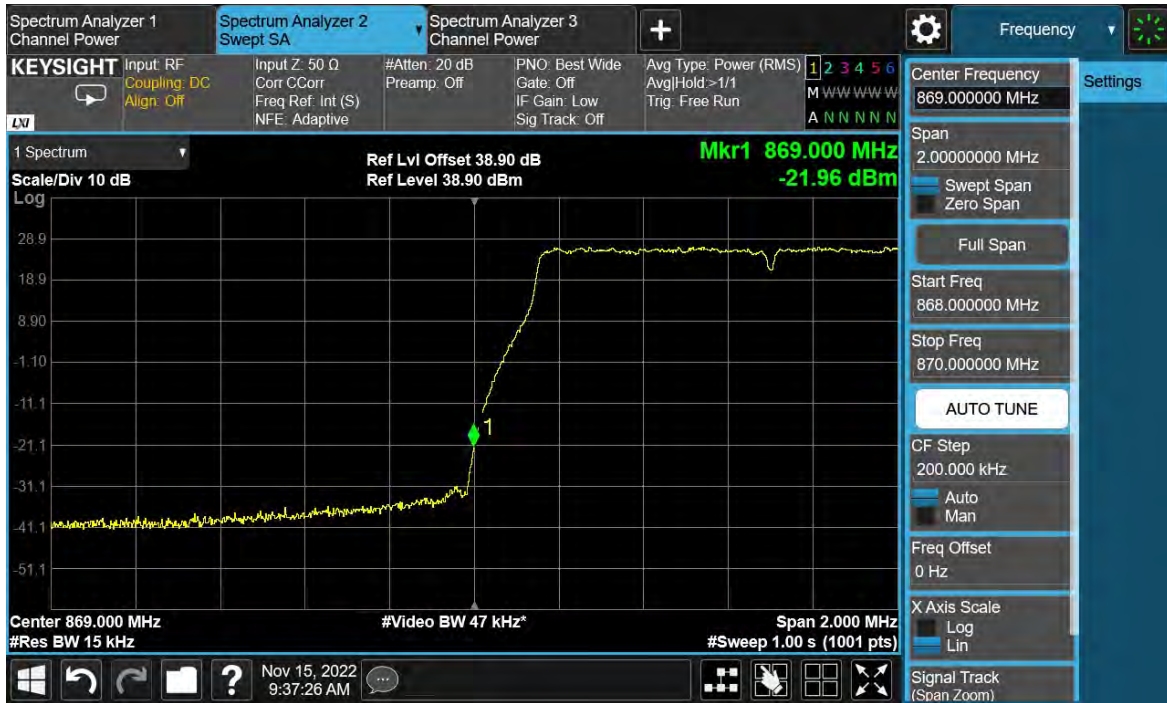 Spectrum Analyzer 1
Channel Power
Spectrum Analyzer 2
Swept SA
Spectrum Analyzer 3
Channel Power
+
Frequency
KEYSIGHT
LXI
Input: RF
Coupling: DC
Align: Off
Input Z: 50 Ω
Corr CCorr
Freq Ref: Int (S)
NFE: Adaptive
#Atten: 20 dB
Preamp: Off
PNO: Best Wide
Gate: Off
IF Gain: Low
Sig Track: Off
Avg Type: Power (RMS)
Avg|Hold:>1/1
Trig: Free Run
1 2 3 4 5 6
M W W W W W
A N N N N N
1 Spectrum
Scale/Div 10 dB
Log
Ref Lvl Offset 38.90 dB
Ref Level 38.90 dBm
Mkr1 869.000 MHz
-21.96 dBm
28.9
18.9
8.90
-1.10
-11.1
-21.1
-31.1
-41.1
-51.1
1
Center 869.000 MHz
#Res BW 15 kHz
#Video BW 47 kHz*
Span 2.000 MHz
#Sweep 1.00 s (1001 pts)
?
Nov 15, 2022
9:37:26 AM
Center Frequency
869.000000 MHz
Settings
Span
2.00000000 MHz
Swept Span
Zero Span
Full Span
Start Freq
868.000000 MHz
Stop Freq
870.000000 MHz
AUTO TUNE
CF Step
200.000 kHz
Auto
Man
Freq Offset
0 Hz
X Axis Scale
Log
Lin
Signal Track
(Span Zoom)